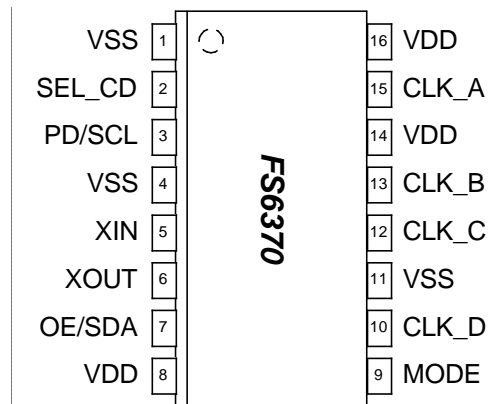 VSS 1 16 VDD
SEL_CD 2 15 CLK_A
PD/SCL 3 14 VDD
VSS 4 13 CLK_B
XIN 5 12 CLK_C
XOUT 6 11 VSS
OE/SDA 7 10 CLK_D
VDD 8 9 MODE
FS6370